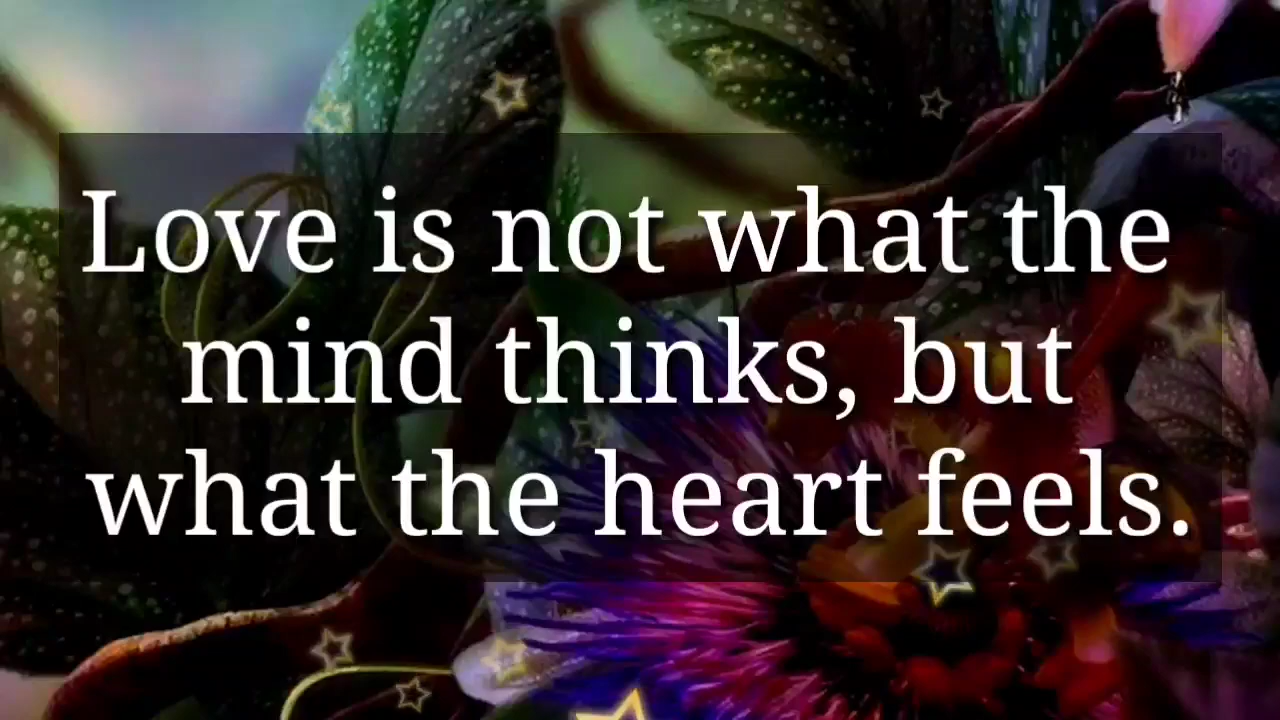 Love is not what the
mind thinks, but
what the heart feels.